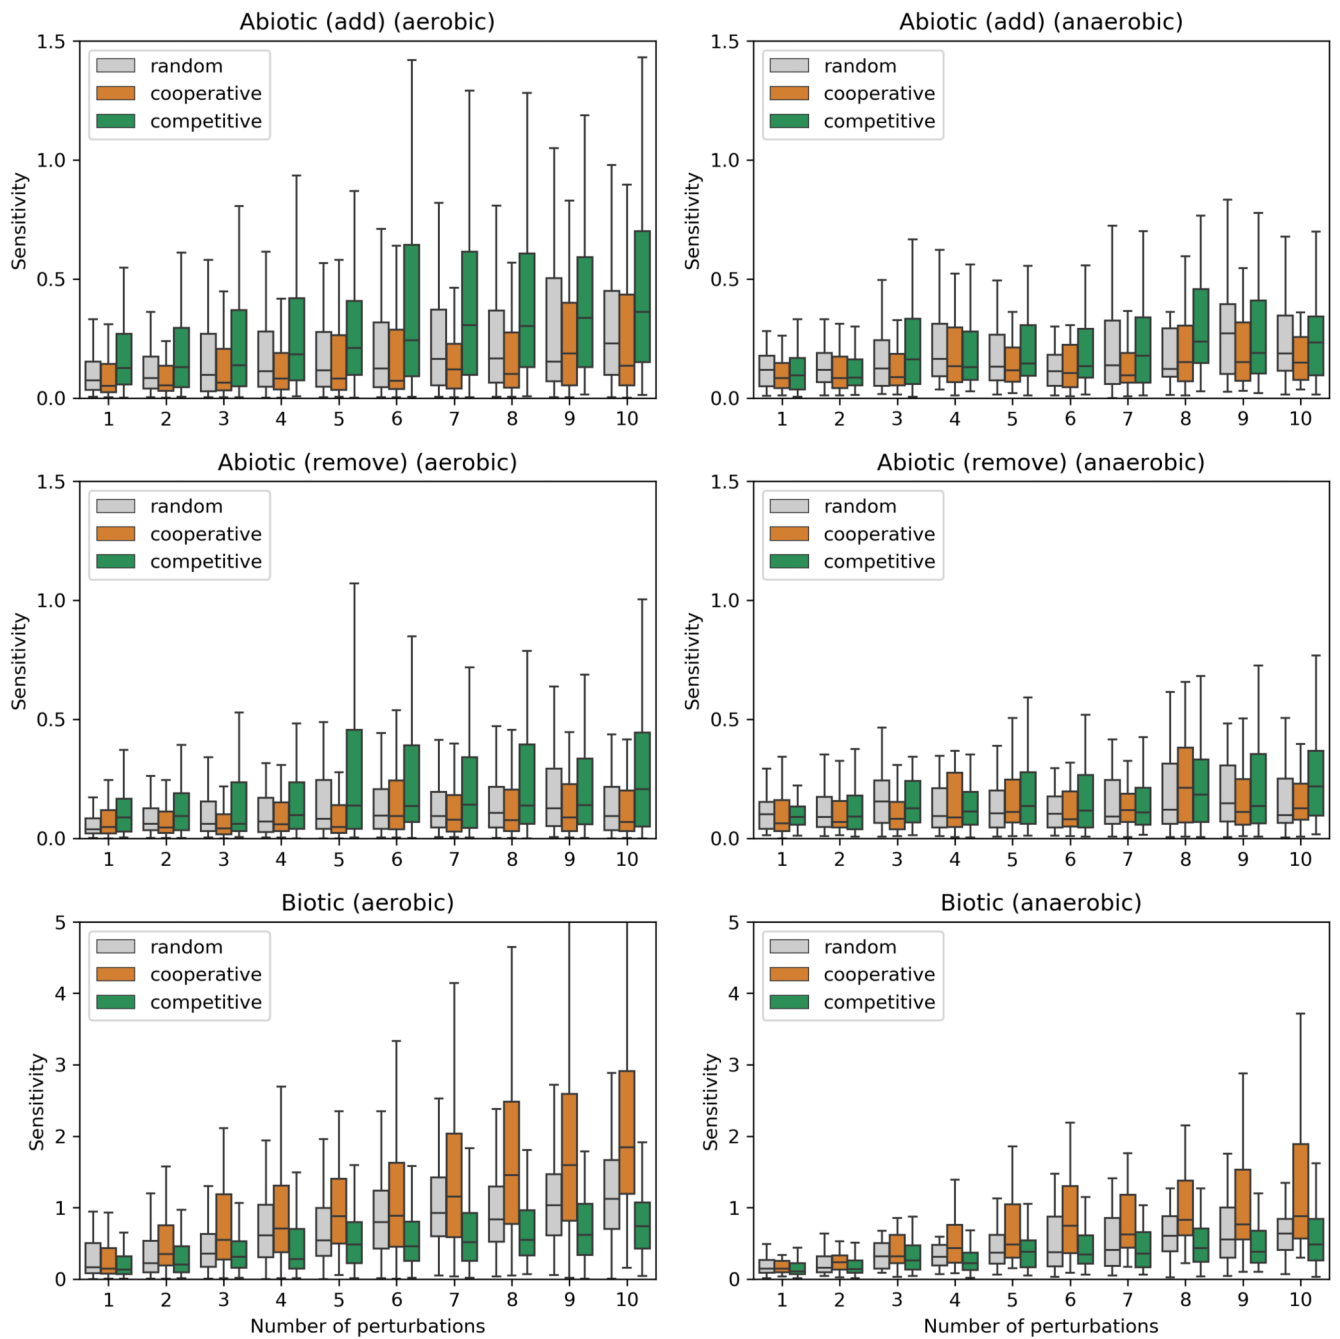 Abiotic (add) (aerobic)
1.5
1.0
0.5
0.0
Sensitivity
random
cooperative
competitive
1 2 3 4 5 6 7 8 9 10
Abiotic (add) (anaerobic)
1.5
1.0
0.5
0.0
Sensitivity
random
cooperative
competitive
1 2 3 4 5 6 7 8 9 10
Abiotic (remove) (aerobic)
1.5
1.0
0.5
0.0
Sensitivity
random
cooperative
competitive
1 2 3 4 5 6 7 8 9 10
Abiotic (remove) (anaerobic)
1.5
1.0
0.5
0.0
Sensitivity
random
cooperative
competitive
1 2 3 4 5 6 7 8 9 10
Biotic (aerobic)
5
4
3
2
1
0
Sensitivity
random
cooperative
competitive
1 2 3 4 5 6 7 8 9 10
Number of perturbations
Biotic (anaerobic)
5
4
3
2
1
0
Sensitivity
random
cooperative
competitive
1 2 3 4 5 6 7 8 9 10
Number of perturbations